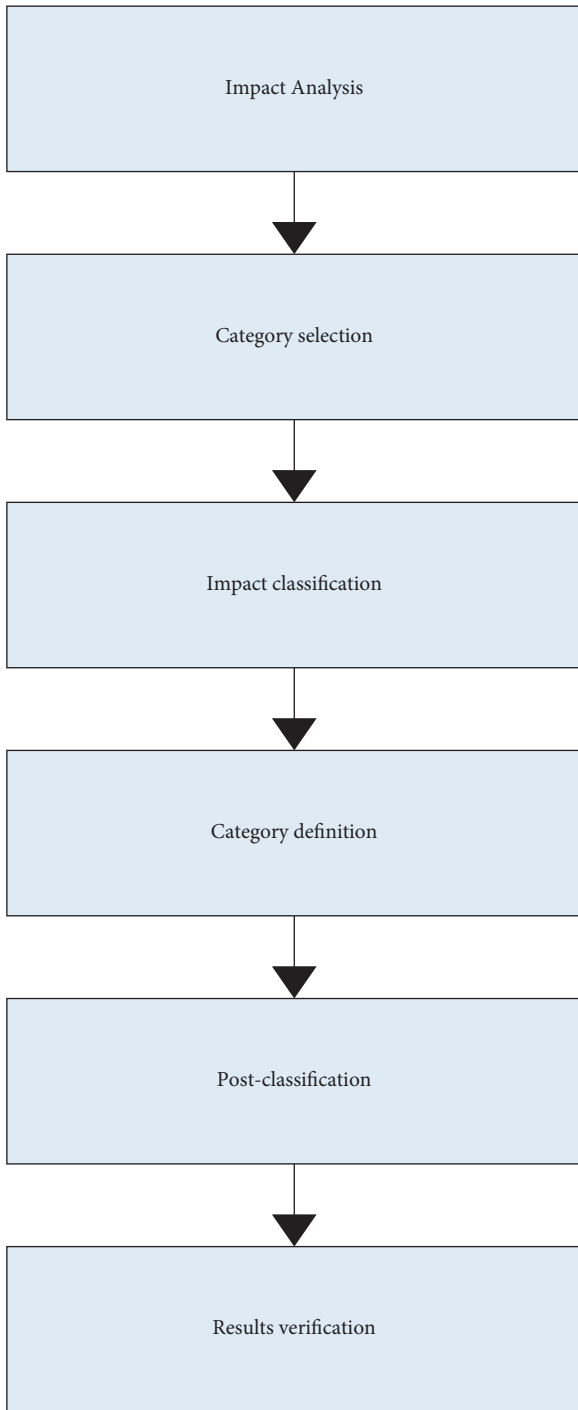 Impact Analysis
Category selection
Impact classification
Category definition
Post-classification
Results verification